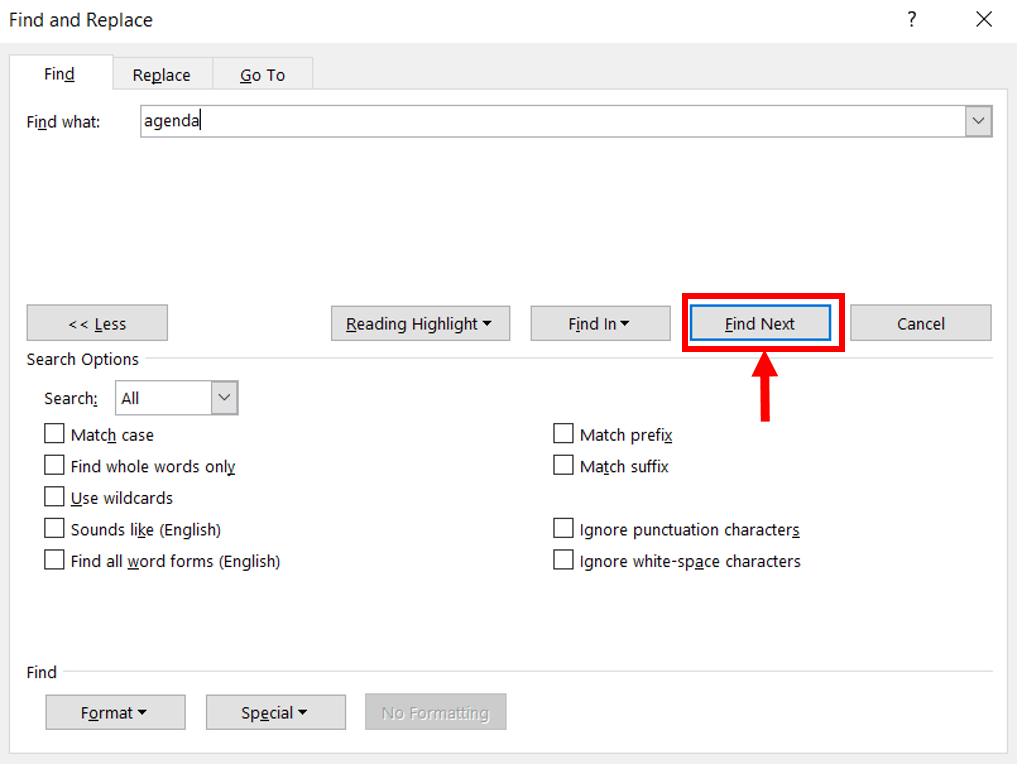 Find and Replace ?
Find Replace Go To
Find what: agenda
<< Less Reading Highlight Find In Find Next Cancel
Search Options
Search: All
Match case Match prefix
Find whole words only Match suffix
Use wildcards
Sounds like (English) Ignore punctuation characters
Find all word forms (English) Ignore white-space characters
Find
Format Special No Formatting